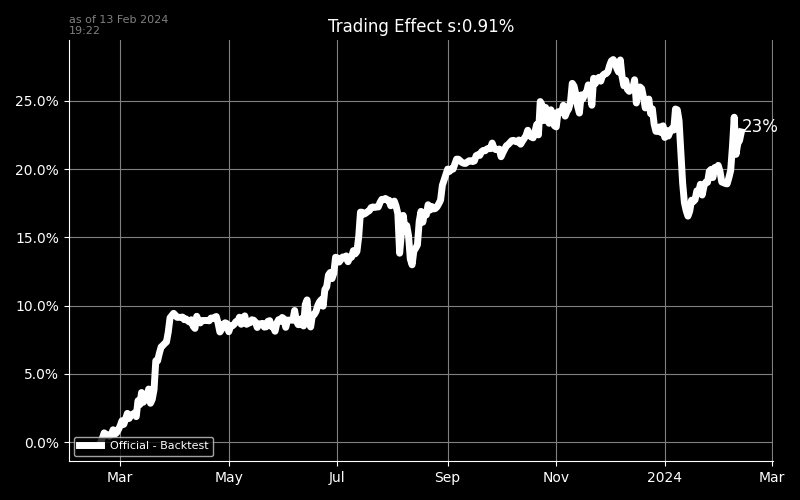 as of 13 Feb 2024
19:22
Trading Effect s:0.91%
25.0%
20.0%
15.0%
10.0%
5.0%
0.0%
23%
Official - Backtest
Mar
May
Jul
Sep
Nov
2024
Mar